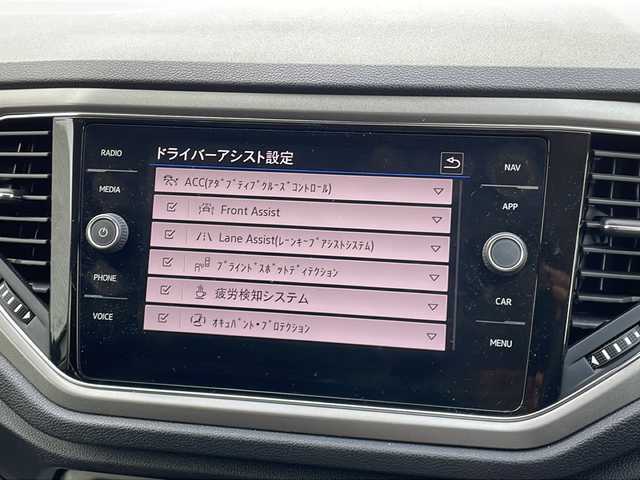 ドライバーアシスト設定
ACC(ｱﾀﾞﾌﾟﾃｨﾌﾞｸﾙｰｽﾞｺﾝﾄﾛｰﾙ)
Front Assist
Lane Assist(ﾚｰﾝｷｰﾌﾟｱｼｽﾄｼｽﾃﾑ)
ﾌﾞﾗｲﾝﾄﾞｽﾎﾟｯﾄﾃﾞｨﾃｸｼｮﾝ
疲労検知システム
ｵｷｭﾊﾟﾝﾄ・ﾌﾟﾛﾃｸｼｮﾝ
RADIO
MEDIA
PHONE
VOICE
NAV
APP
CAR
MENU